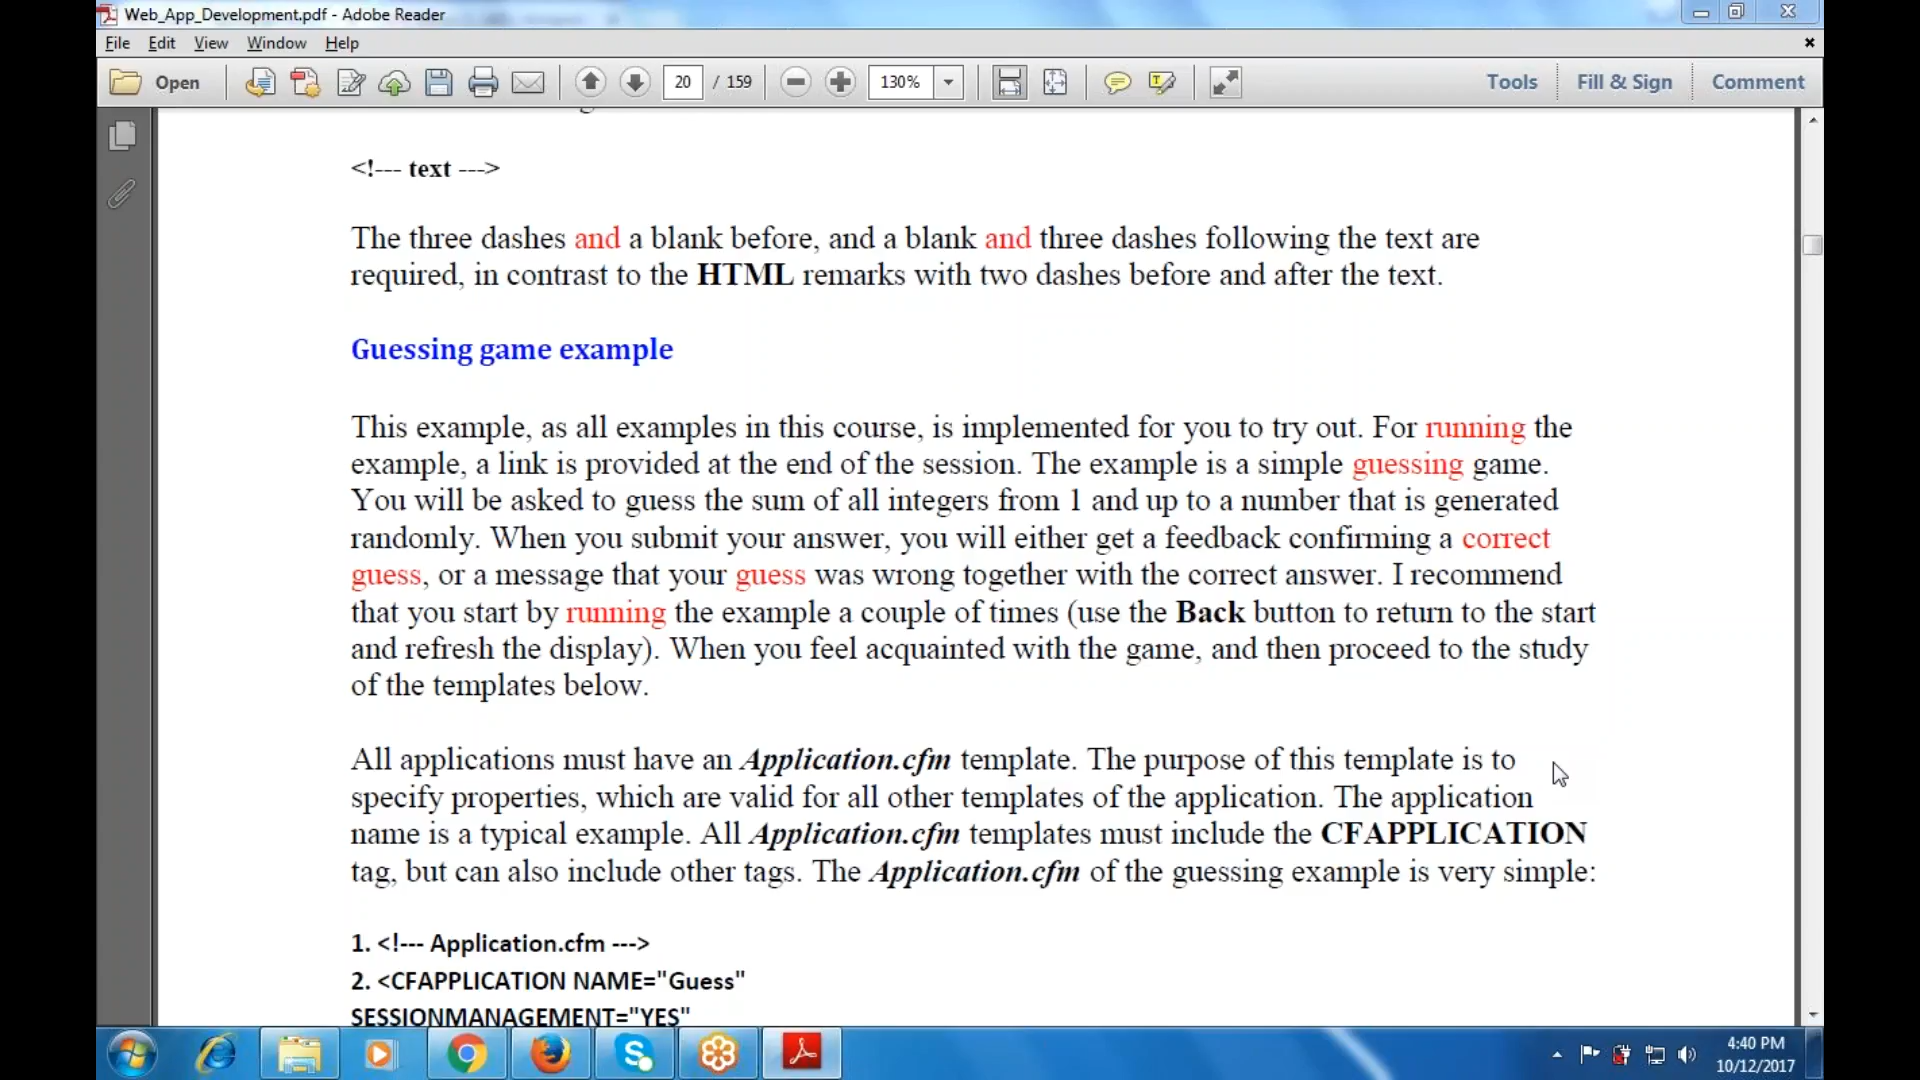 Web_App_Development.pdf - Adobe Reader
File Edit View Window Help
Open 20 / 159 130% Tools Fill & Sign Comment
<!--- text --->
The three dashes and a blank before, and a blank and three dashes following the text are
required, in contrast to the HTML remarks with two dashes before and after the text.
Guessing game example
This example, as all examples in this course, is implemented for you to try out. For running the
example, a link is provided at the end of the session. The example is a simple guessing game.
You will be asked to guess the sum of all integers from 1 and up to a number that is generated
randomly. When you submit your answer, you will either get a feedback confirming a correct
guess, or a message that your guess was wrong together with the correct answer. I recommend
that you start by running the example a couple of times (use the Back button to return to the start
and refresh the display). When you feel acquainted with the game, and then proceed to the study
of the templates below.
All applications must have an Application.cfm template. The purpose of this template is to
specify properties, which are valid for all other templates of the application. The application
name is a typical example. All Application.cfm templates must include the CFAPPLICATION
tag, but can also include other tags. The Application.cfm of the guessing example is very simple:
1. <!--- Application.cfm --->
2. <CFAPPLICATION NAME="Guess"
SESSIONMANAGEMENT="YES"
4:40 PM
10/12/2017